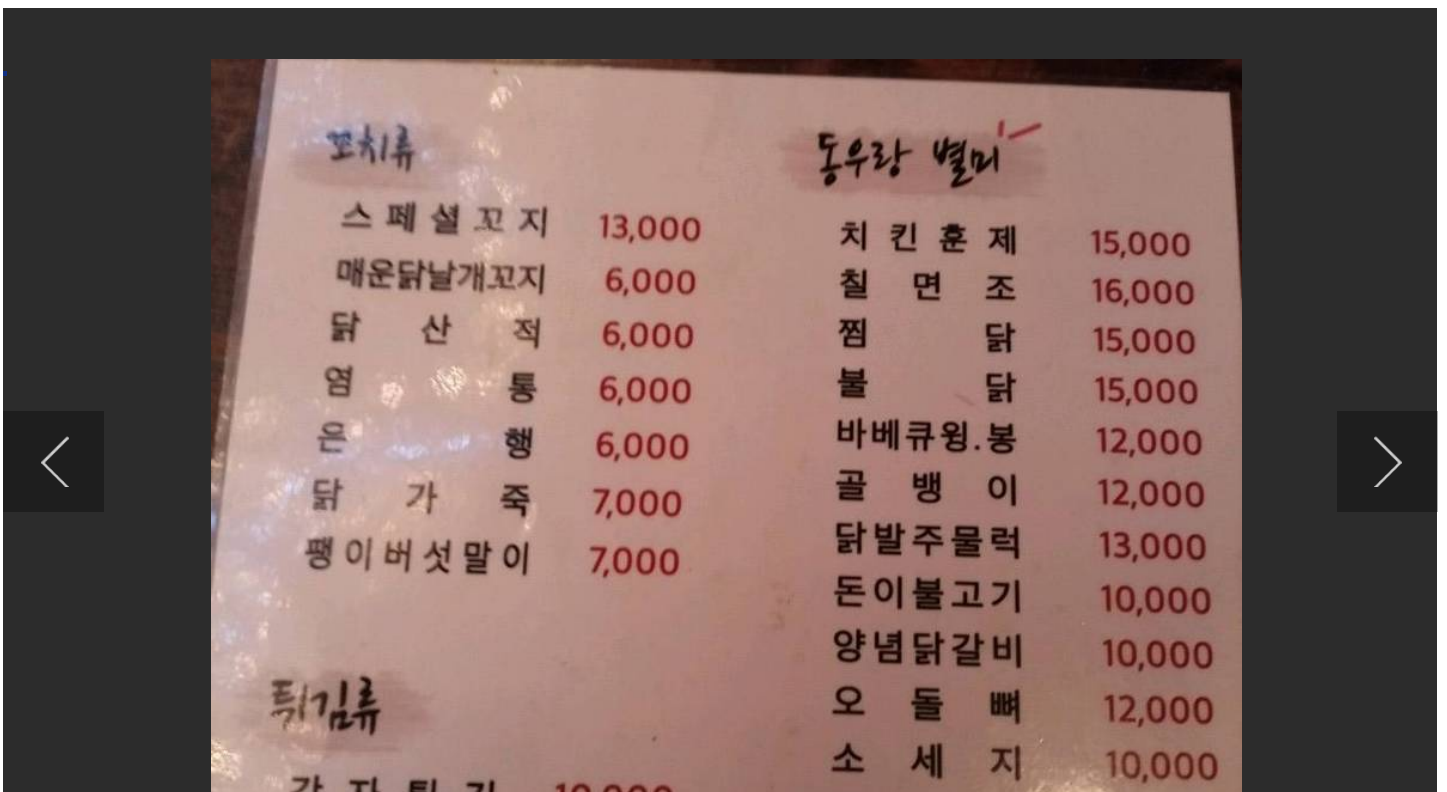 꼬치류
스페셜꼬지 13,000
매운닭날개꼬지 6,000
닭산적 6,000
염통 6,000
은행 6,000
닭가죽 7,000
팽이버섯말이 7,000
튀김류
감자튀김 10,000
동우랑 별미
치킨훈제 15,000
칠면조 16,000
찜닭 15,000
불닭 15,000
바베큐윙.봉 12,000
골뱅이 12,000
닭발주물럭 13,000
돈이불고기 10,000
양념닭갈비 10,000
오돌뼈 12,000
소세지 10,000